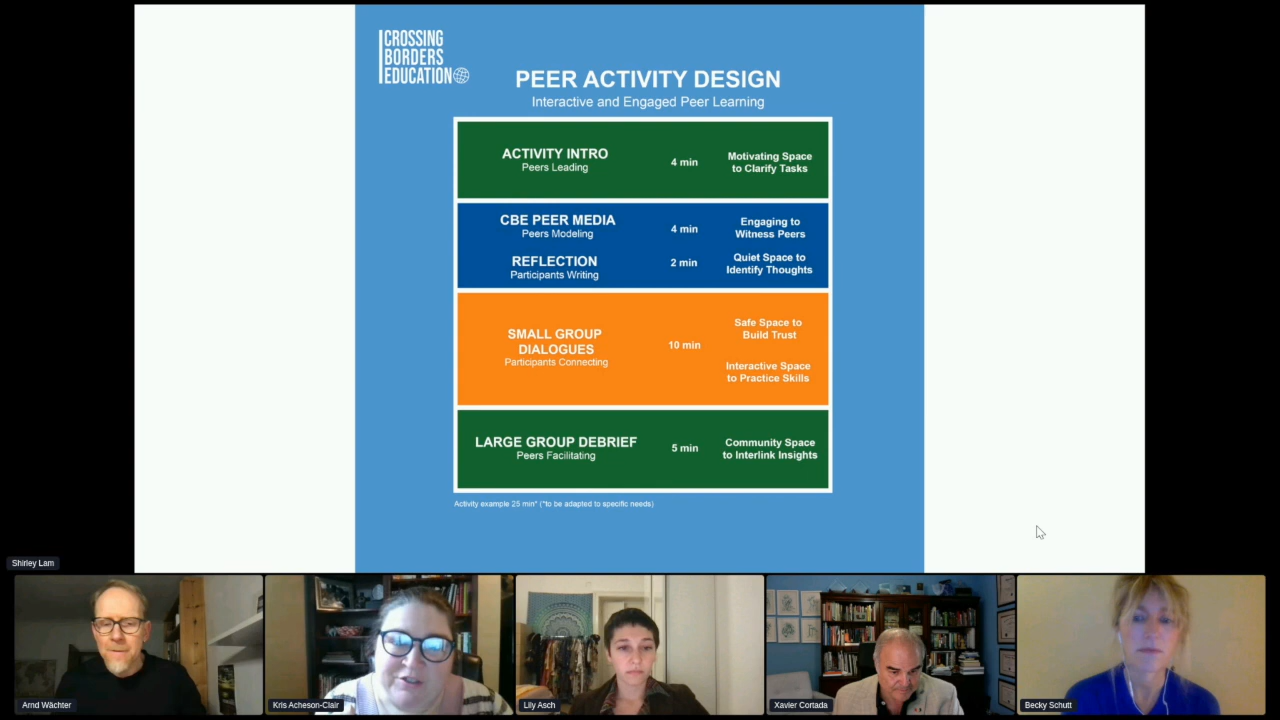 CROSSING
BORDERS
EDUCATION
PEER ACTIVITY DESIGN
Interactive and Engaged Peer Learning
ACTIVITY INTRO
Peers Leading
4 min
Motivating Space
to Clarify Tasks
CBE PEER MEDIA
Peers Modeling
4 min
Engaging to
Witness Peers
REFLECTION
Participants Writing
2 min
Quiet Space to
Identify Thoughts
SMALL GROUP
DIALOGUES
Participants Connecting
10 min
Safe Space to
Build Trust
Interactive Space
to Practice Skills
LARGE GROUP DEBRIEF
Peers Facilitating
5 min
Community Space
to Interlink Insights
Activity example 25 min* (*to be adapted to specific needs)
Shirley Lam
Arnd Wächter
Kris Acheson-Clair
Lily Asch
Xavier Cortada
Becky Schutt